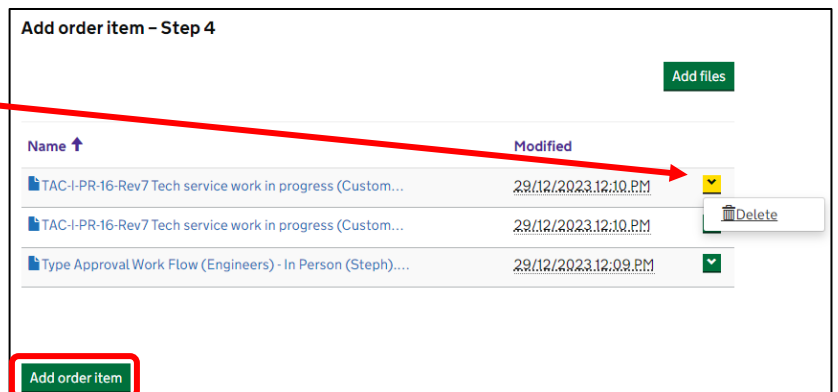 Add order item – Step 4
Add files
Name Modified
TAC-I-PR-16-Rev7 Tech service work in progress (Custom... 29/12/2023 12:10 PM
Delete
TAC-I-PR-16-Rev7 Tech service work in progress (Custom... 29/12/2023 12:10 PM
Type Approval Work Flow (Engineers) - In Person (Steph).... 29/12/2023 12:09 PM
Add order item